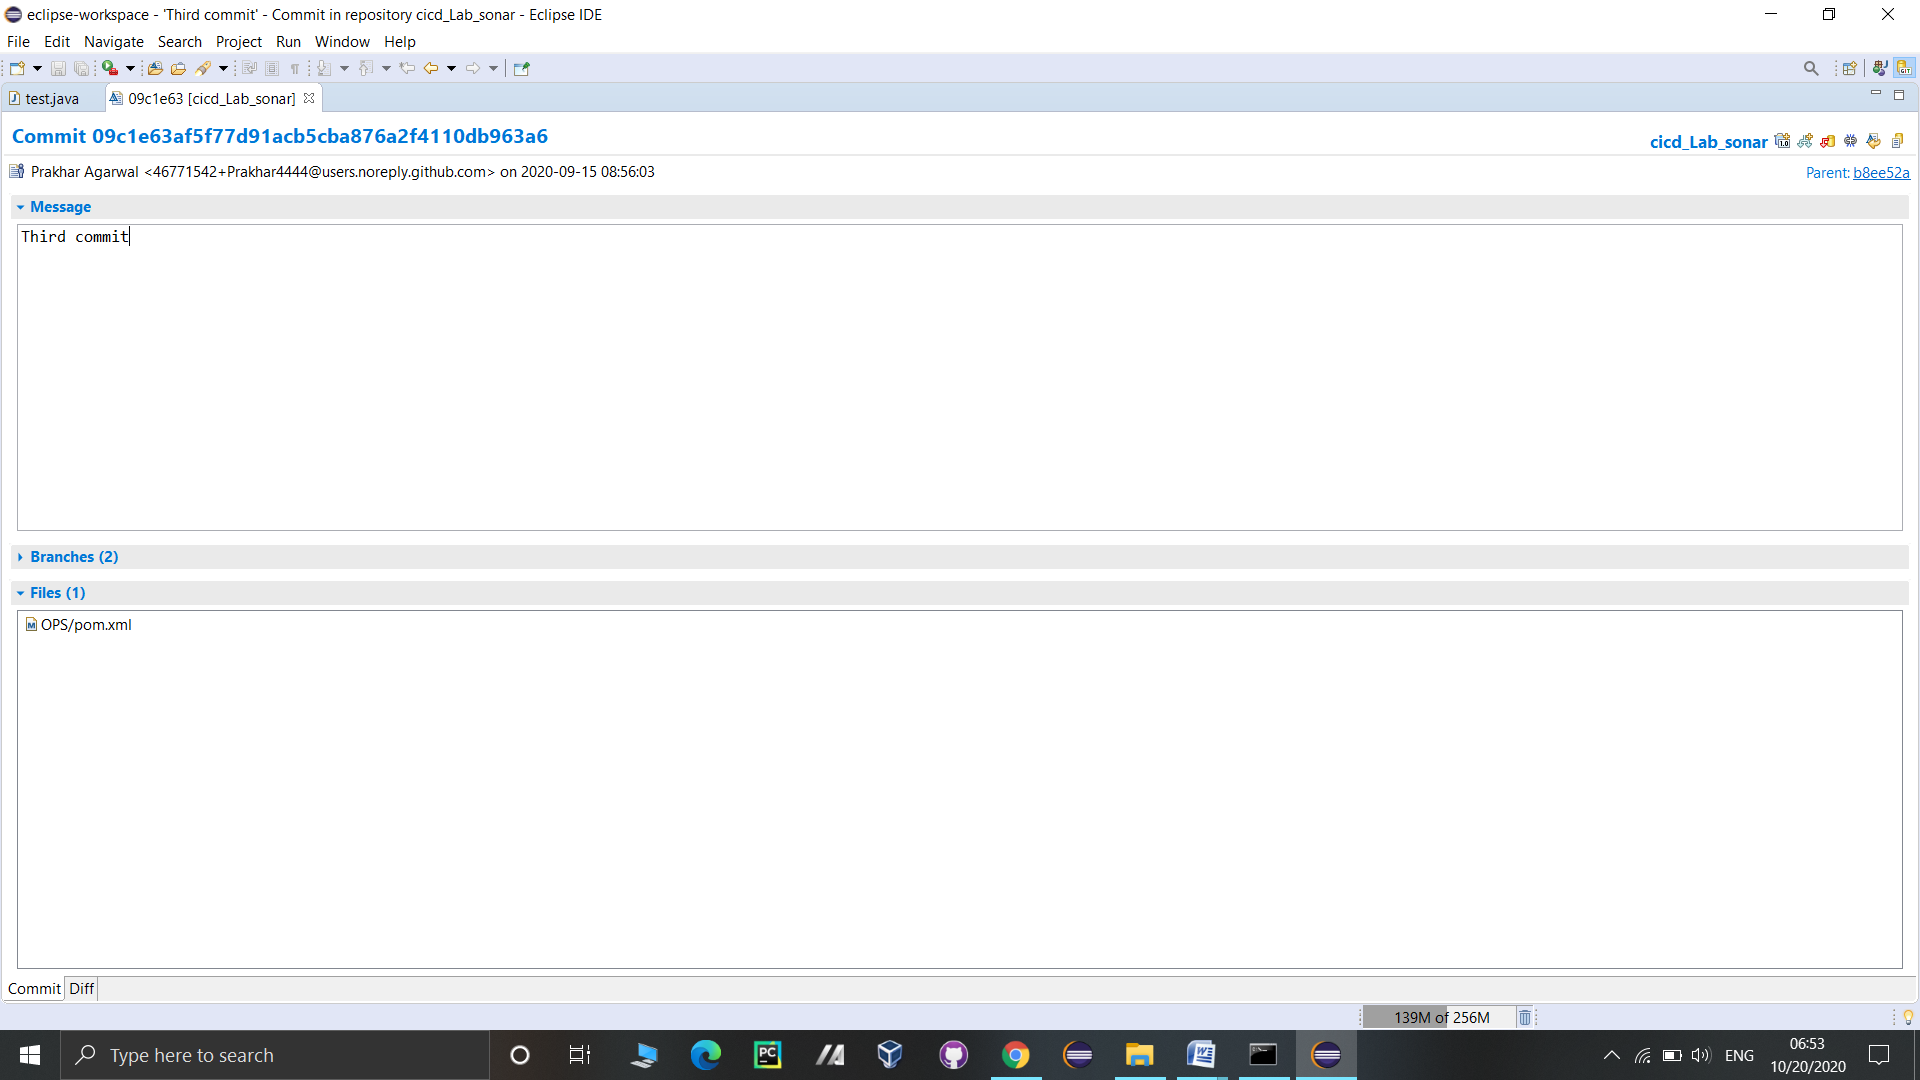 eclipse-workspace - 'Third commit' - Commit in repository cicd_Lab_sonar - Eclipse IDE
File Edit Navigate Search Project Run Window Help
test.java 09c1e63 [cicd_Lab_sonar]
Commit 09c1e63af5f77d91acb5cba876a2f4110db963a6
cicd_Lab_sonar
Prakhar Agarwal <46771542+Prakhar4444@users.noreply.github.com> on 2020-09-15 08:56:03
Parent: b8ee52a
Message
Third commit
Branches (2)
Files (1)
OPS/pom.xml
Commit Diff
139M of 256M
Type here to search
ENG
06:53
10/20/2020